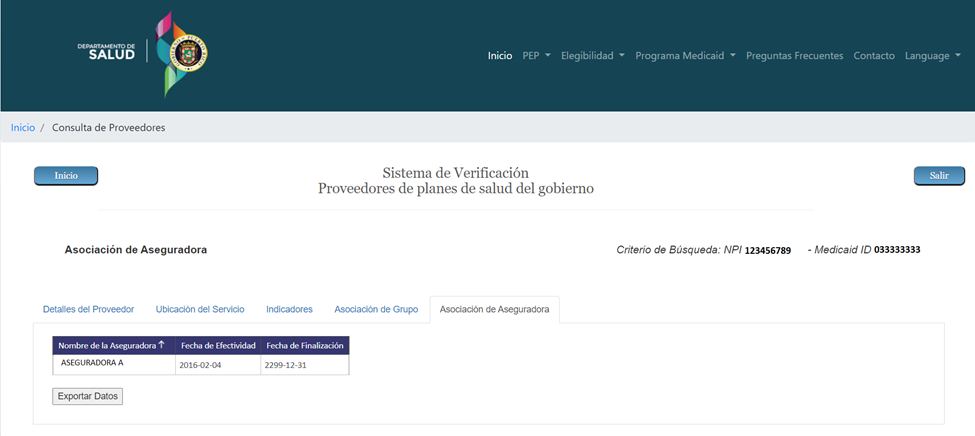 DEPARTAMENTO DE
SALUD
Inicio PEP Elegibilidad Programa Medicaid Preguntas Frecuentes Contacto Language
Inicio / Consulta de Proveedores
Inicio
Sistema de Verificación
Proveedores de planes de salud del gobierno
Salir
Asociación de Aseguradora
Criterio de Búsqueda: NPI 123456789 - Medicaid ID 033333333
Detalles del Proveedor Ubicación del Servicio Indicadores Asociación de Grupo Asociación de Aseguradora
Nombre de la Aseguradora ↑ Fecha de Efectividad Fecha de Finalización
ASEGURADORA A 2016-02-04 2299-12-31
Exportar Datos